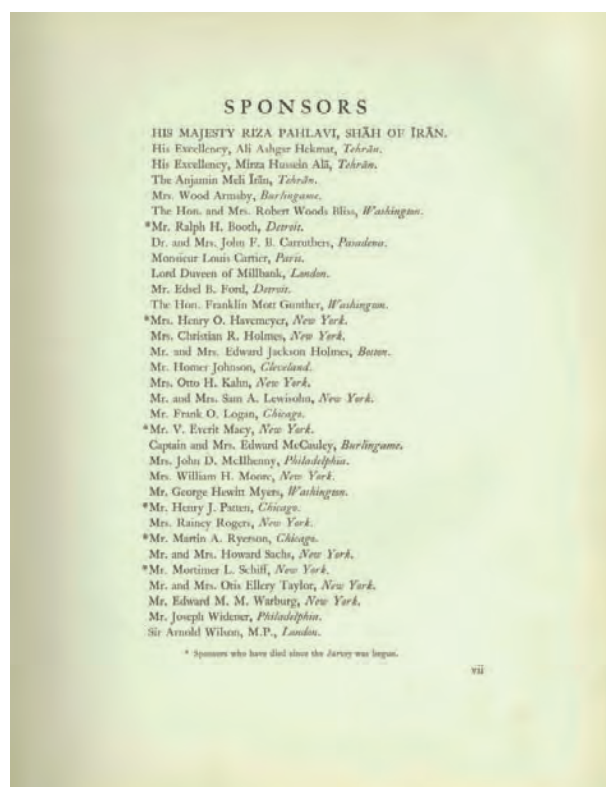 SPONSORS
HIS MAJESTY RIZA PAHLAVI, SHĀH OF ĪRĀN.
His Excellency, Ali Ashgar Hekmat, Tehrān.
His Excellency, Mirza Hussein Alā, Tehrān.
The Anjumin Meli Īrān, Tehrān.
Mrs. Wood Armsby, Burlingame.
The Hon. and Mrs. Robert Woods Bliss, Washington.
*Mr. Ralph H. Booth, Detroit.
Dr. and Mrs. John F. B. Carruthers, Pasadena.
Monsieur Louis Cartier, Paris.
Lord Duveen of Millbank, London.
Mr. Edsel B. Ford, Detroit.
The Hon. Franklin Mott Gunther, Washington.
*Mrs. Henry O. Havemeyer, New York.
Mrs. Christian R. Holmes, New York.
Mr. and Mrs. Edward Jackson Holmes, Boston.
Mr. Homer Johnson, Cleveland.
Mrs. Otto H. Kahn, New York.
Mr. and Mrs. Sam A. Lewisohn, New York.
Mr. Frank O. Logan, Chicago.
*Mr. V. Everit Macy, New York.
Captain and Mrs. Edward McCauley, Burlingame.
Mrs. John D. McIlhenny, Philadelphia.
Mrs. William H. Moore, New York.
Mr. George Hewitt Myers, Washington.
*Mr. Henry J. Patten, Chicago.
Mrs. Rainey Rogers, New York.
*Mr. Martin A. Ryerson, Chicago.
Mr. and Mrs. Howard Sachs, New York.
*Mr. Mortimer L. Schiff, New York.
Mr. and Mrs. Otis Ellery Taylor, New York.
Mr. Edward M. M. Warburg, New York.
Mr. Joseph Widener, Philadelphia.
Sir Arnold Wilson, M.P., London.
* Sponsors who have died since the Survey was begun.
vii